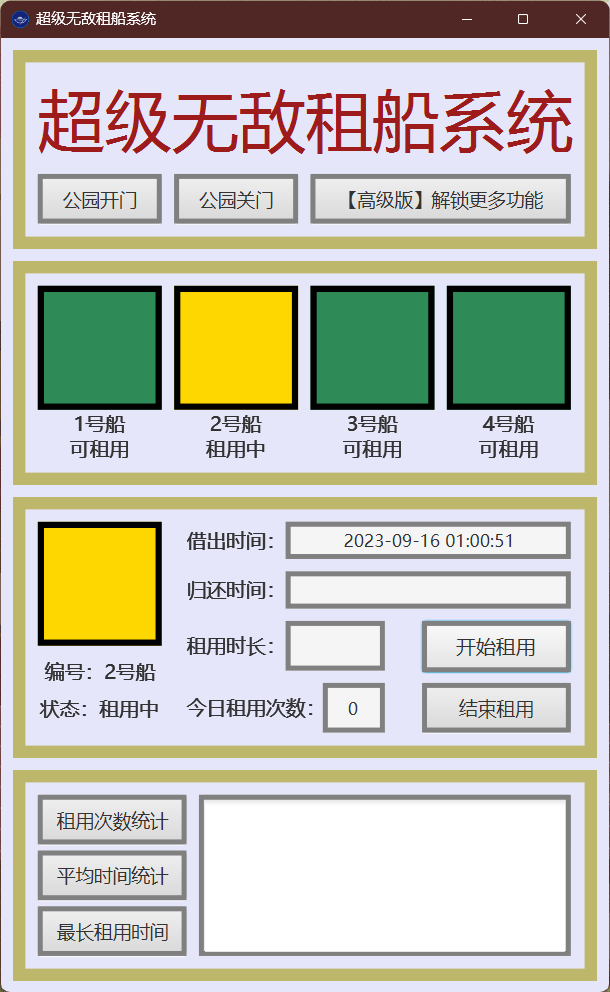 超级无敌租船系统
超级无敌租船系统
公园开门 公园关门 【高级版】解锁更多功能
1号船 2号船 3号船 4号船
可租用 租用中 可租用 可租用
借出时间: 2023-09-16 01:00:51
归还时间:
租用时长: 开始租用
编号: 2号船
状态: 租用中 今日租用次数: 0 结束租用
租用次数统计
平均时间统计
最长租用时间